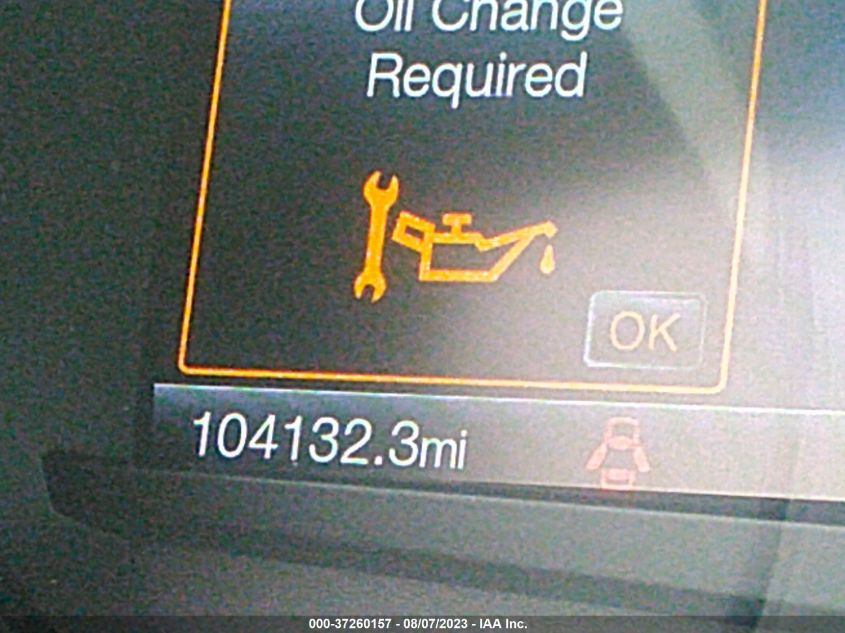 Oil Change
Required
OK
104132.3mi
000-37260157 - 08/07/2023 - IAA Inc.